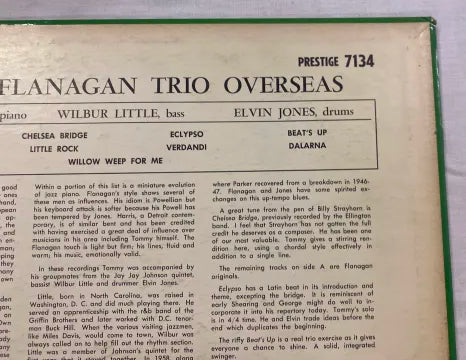 PRESTIGE 7134
FLANAGAN TRIO OVERSEAS
piano WILBUR LITTLE, bass ELVIN JONES, drums
CHELSEA BRIDGE ECLYPSO BEAT'S UP
LITTLE ROCK VERDANDI DALARNA
WILLOW WEEP FOR ME
good
ones
hand,
Within a portion of this list is a miniature evolution
of jazz piano. Flanagan's style shows several of
these men as influences. His idiom is Powellian but
his keyboard attack is softer because his Powell has
been tempered by Jones. Harris, a Detroit contem-
porary, is of similar bent and has been credited
with having exercised a great deal of influence over
musicians in his area including Tommy himself. The
Flanagan touch is light but firm; his lines, fluid and
warm; his music, emotionally valid.
In these recordings Tommy was accompanied by
his groupmates from the Jay Jay Johnson quintet,
bassist Wilbur Little and drummer Elvin Jones.
Little, born in North Carolina, was raised in
Washington, D. C. and did much playing there. He
served an apprenticeship with the r&b band of the
Griffin Brothers and later worked with D.C. tenor-
man Buck Hill. When the various visiting jazzmen,
like Miles Davis, would come to town, Wilbur was
always called on to help fill out the rhythm section.
Little was a member of Johnson's quintet for the
where Parker recovered from a breakdown in 1946-
47. Flanagan and Jones have some spirited ex-
changes on this up-tempo blues.
A great tune from the pen of Billy Strayhorn is
Chelsea Bridge, previously recorded by the Ellington
band. I feel that Strayhorn has not gotten the full
credit he deserves as a composer. He has been one
of our most valuable. Tommy gives a stirring ren-
dition here, using a chordal style effectively in
addition to a single line.
The remaining tracks on side A are Flanagan
originals.
Eclypso has a Latin beat in its introduction and
theme, excepting the bridge. It is reminiscent of
early Shearing and George might do well to in-
corporate it into his repertory today. Tommy's solo
is in 4/4 time. He and Elvin trade ideas before the
end which duplicates the beginning.
The riffy Beat's Up is a real trio exercise as it gives
everyone a chance to shine. A solid, integrated
swinger.